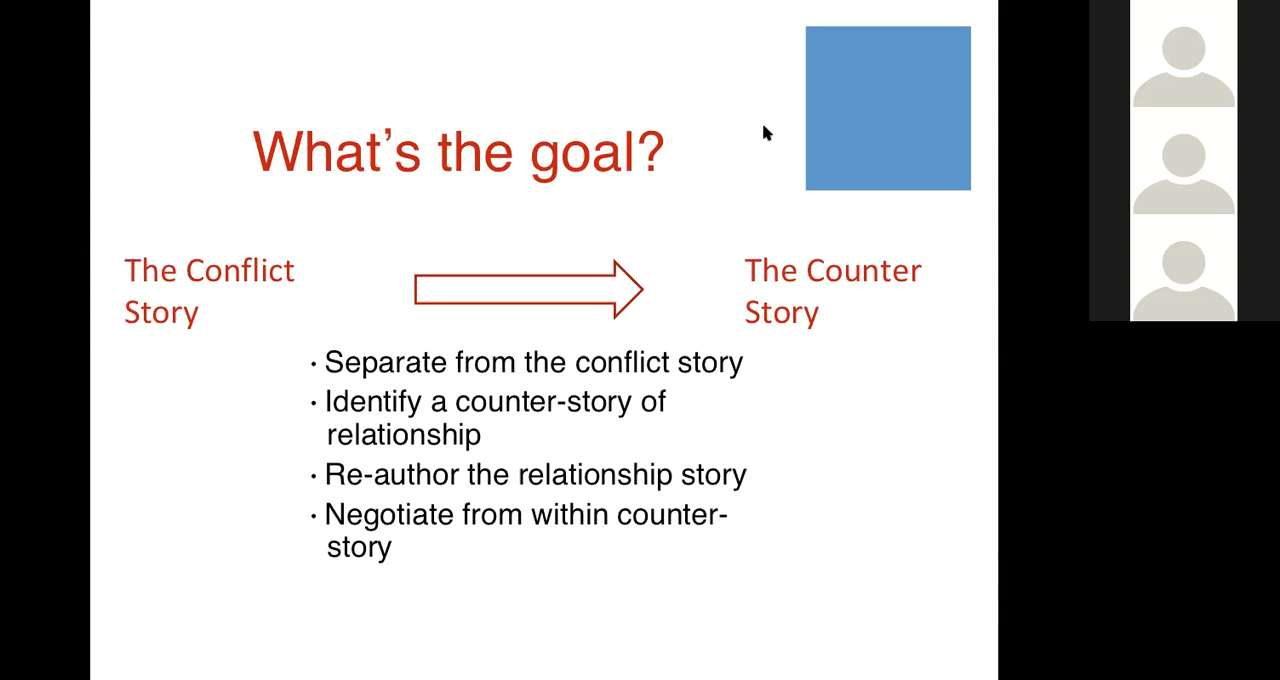 What’s the goal?
The Conflict
Story
The Counter
Story
· Separate from the conflict story
· Identify a counter-story of
relationship
· Re-author the relationship story
· Negotiate from within counter-
story